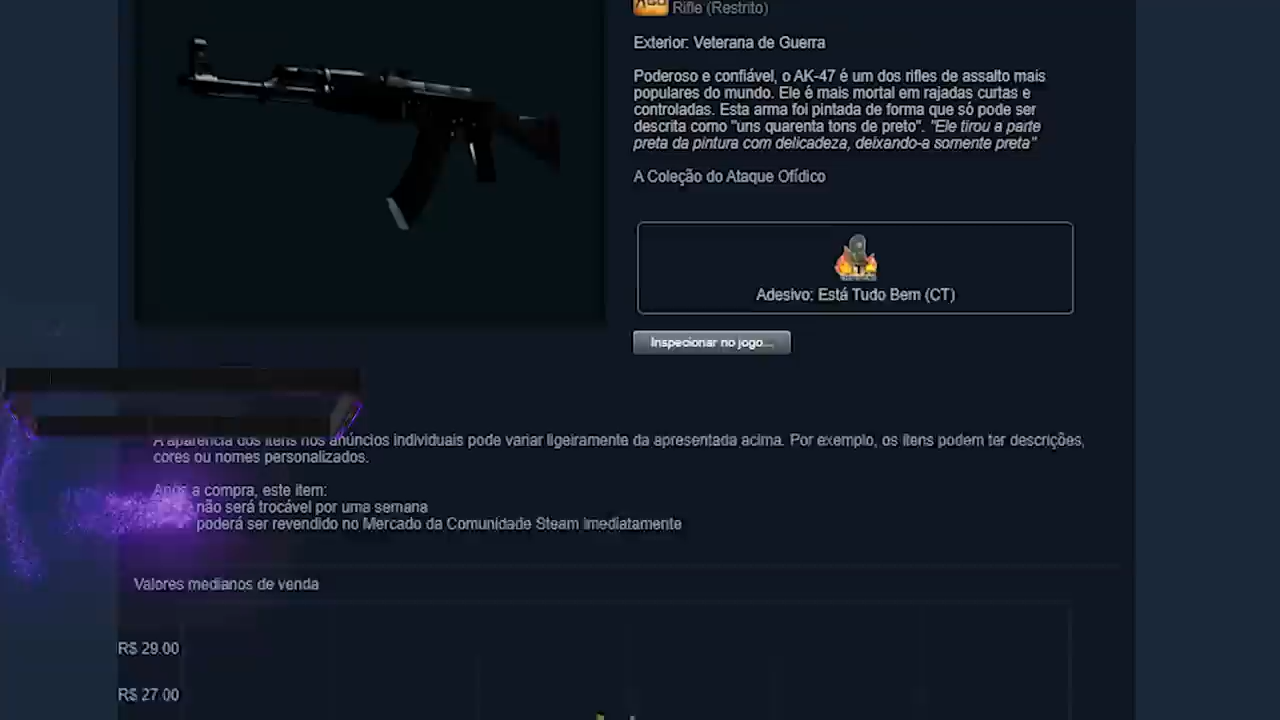 Rifle (Restrito)
Exterior: Veterana de Guerra
Poderoso e confiável, o AK-47 é um dos rifles de assalto mais
populares do mundo. Ele é mais mortal em rajadas curtas e
controladas. Esta arma foi pintada de forma que só pode ser
descrita como "uns quarenta tons de preto". "Ele tirou a parte
preta da pintura com delicadeza, deixando-a somente preta"
A Coleção do Ataque Ofídico
Adesivo: Está Tudo Bem (CT)
Inspecionar no jogo...
A aparência dos itens nos anúncios individuais pode variar ligeiramente da apresentada acima. Por exemplo, os itens podem ter descrições,
cores ou nomes personalizados.
Após a compra, este item:
não será trocável por uma semana
poderá ser revendido no Mercado da Comunidade Steam imediatamente
Valores medianos de venda
R$ 29.00
R$ 27.00